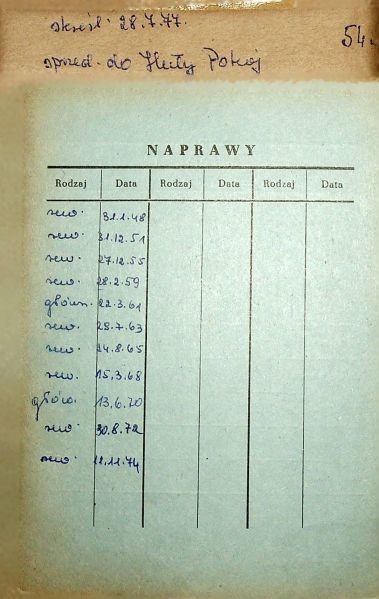 skreśl. 28.7.77.
54.
sprzed. do Huty Pokój
NAPRAWY
Rodzaj Data Rodzaj Data Rodzaj Data
rew. 31.1.48
rew. 31.12.51
rew. 27.12.55
rew. 28.2.59
główn. 22.3.61
rew. 25.7.63
rew. 24.8.65
rew. 15.3.68
główn. 13.6.70
rew. 30.8.72
rew. 12.11.74